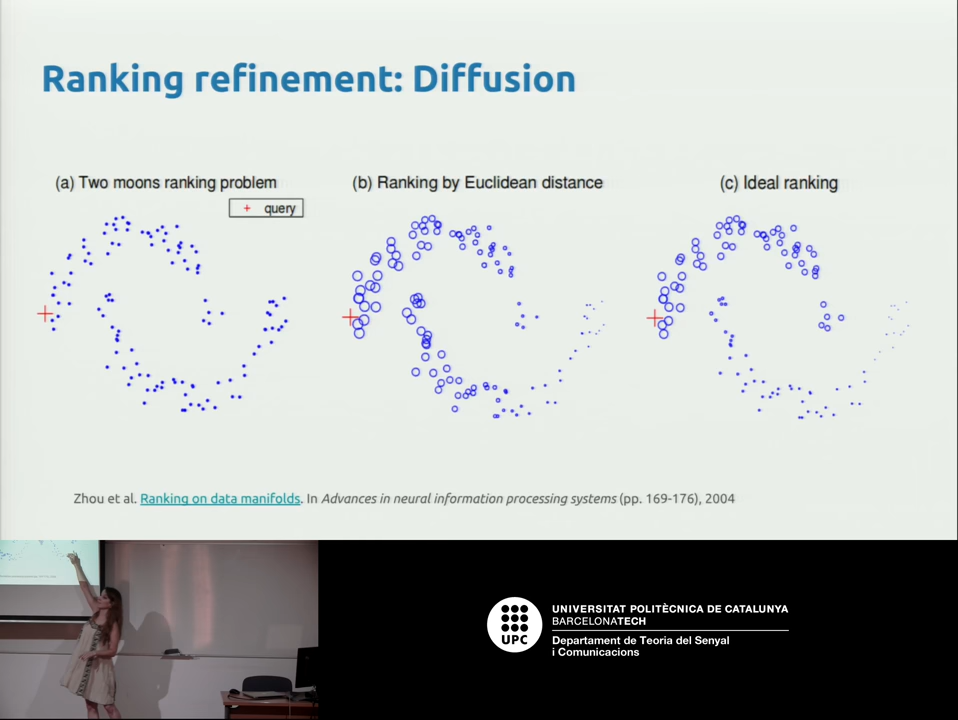 Ranking refinement: Diffusion
(a) Two moons ranking problem
(b) Ranking by Euclidean distance
(c) Ideal ranking
+ query
Zhou et al. Ranking on data manifolds. In Advances in neural information processing systems (pp. 169-176), 2004
UPC
UNIVERSITAT POLITÈCNICA DE CATALUNYA
BARCELONATECH
Departament de Teoria del Senyal
i Comunicacions